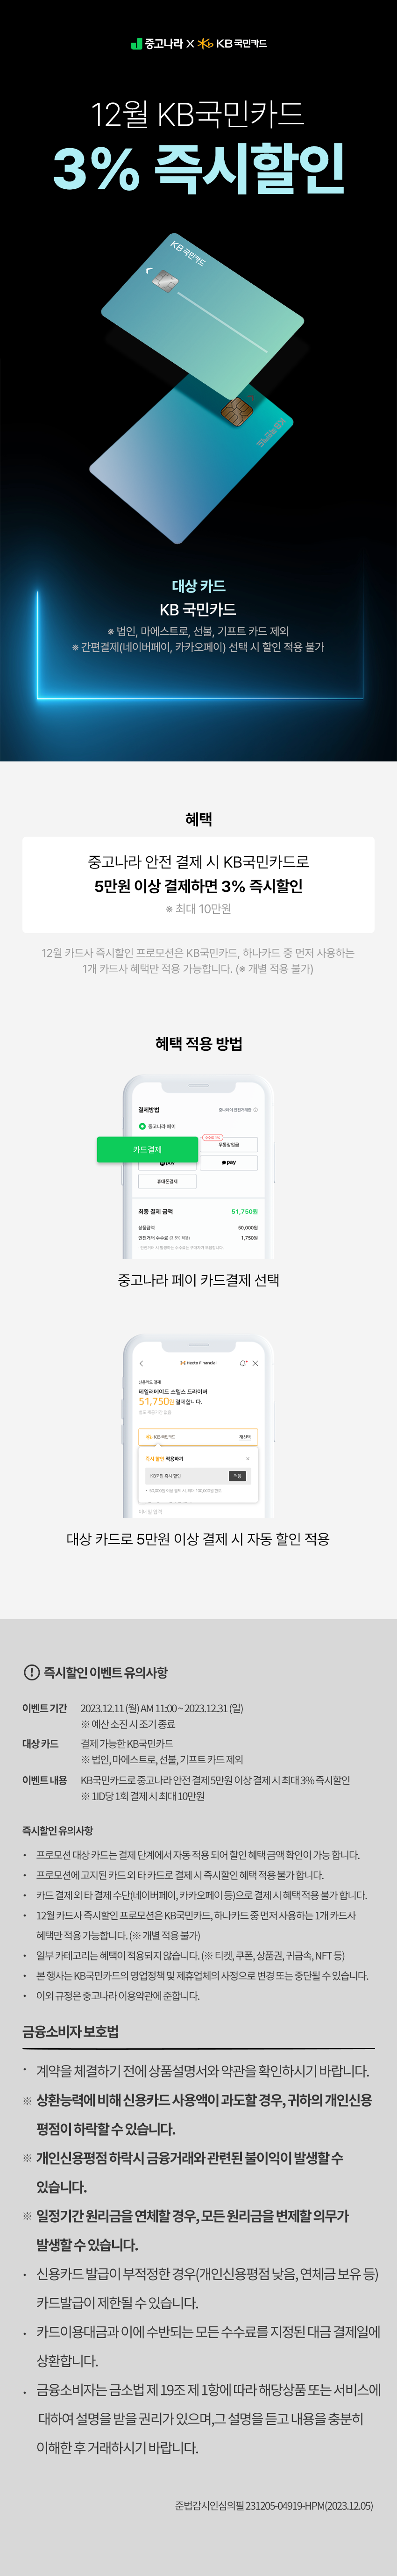 중고나라 X KB국민카드
12월 KB국민카드
3% 즉시할인
KB 국민카드
대상 카드
KB 국민카드
※ 법인, 마에스트로, 선불, 기프트 카드 제외
※ 간편결제(네이버페이, 카카오페이) 선택 시 할인 적용 불가
혜택
중고나라 안전 결제 시 KB국민카드로
5만원 이상 결제하면 3% 즉시할인
※ 최대 10만원
12월 카드사 즉시할인 프로모션은 KB국민카드, 하나카드 중 먼저 사용하는
1개 카드사 혜택만 적용 가능합니다. (※ 개별 적용 불가)
혜택 적용 방법
결제방법
중고나라 페이
카드결제
무통장입금
pay
pay
휴대폰결제
최종 결제 금액 51,750원
상품금액 50,000원
안전거래 수수료 (3.5% 적용) 1,750원
중고나라 페이 카드결제 선택
Hecto Financial
신용카드 결제
테일러메이드 스텔스 드라이버
51,750원 결제합니다.
KB국민카드
즉시 할인 적용하기
KB국민 즉시 할인 적용
이메일 입력
대상 카드로 5만원 이상 결제 시 자동 할인 적용
즉시할인 이벤트 유의사항
이벤트 기간 2023.12.11 (월) AM 11:00 ~ 2023.12.31 (일)
※ 예산 소진 시 조기 종료
대상 카드 결제 가능한 KB국민카드
※ 법인, 마에스트로, 선불, 기프트 카드 제외
이벤트 내용 KB국민카드로 중고나라 안전 결제 5만원 이상 결제 시 최대 3% 즉시할인
※ 1ID당 1회 결제 시 최대 10만원
즉시할인 유의사항
• 프로모션 대상 카드는 결제 단계에서 자동 적용 되어 할인 혜택 금액 확인이 가능 합니다.
• 프로모션에 고지된 카드 외 타 카드로 결제 시 즉시할인 혜택 적용 불가 합니다.
• 카드 결제 외 타 결제 수단(네이버페이, 카카오페이 등)으로 결제 시 혜택 적용 불가 합니다.
• 12월 카드사 즉시할인 프로모션은 KB국민카드, 하나카드 중 먼저 사용하는 1개 카드사
혜택만 적용 가능합니다. (※ 개별 적용 불가)
• 일부 카테고리는 혜택이 적용되지 않습니다. (※ 티켓, 쿠폰, 상품권, 귀금속, NFT 등)
• 본 행사는 KB국민카드의 영업정책 및 제휴업체의 사정으로 변경 또는 중단될 수 있습니다.
• 이외 규정은 중고나라 이용약관에 준합니다.
금융소비자 보호법
• 계약을 체결하기 전에 상품설명서와 약관을 확인하시기 바랍니다.
※ 상환능력에 비해 신용카드 사용액이 과도할 경우, 귀하의 개인신용
평점이 하락할 수 있습니다.
※ 개인신용평점 하락시 금융거래와 관련된 불이익이 발생할 수
있습니다.
※ 일정기간 원리금을 연체할 경우, 모든 원리금을 변제할 의무가
발생할 수 있습니다.
• 신용카드 발급이 부적정한 경우(개인신용평점 낮음, 연체금 보유 등)
카드발급이 제한될 수 있습니다.
• 카드이용대금과 이에 수반되는 모든 수수료를 지정된 대금 결제일에
상환합니다.
• 금융소비자는 금소법 제 19조 제 1항에 따라 해당상품 또는 서비스에
대하여 설명을 받을 권리가 있으며,그 설명을 듣고 내용을 충분히
이해한 후 거래하시기 바랍니다.
준법감시인심의필 231205-04919-HPM(2023.12.05)